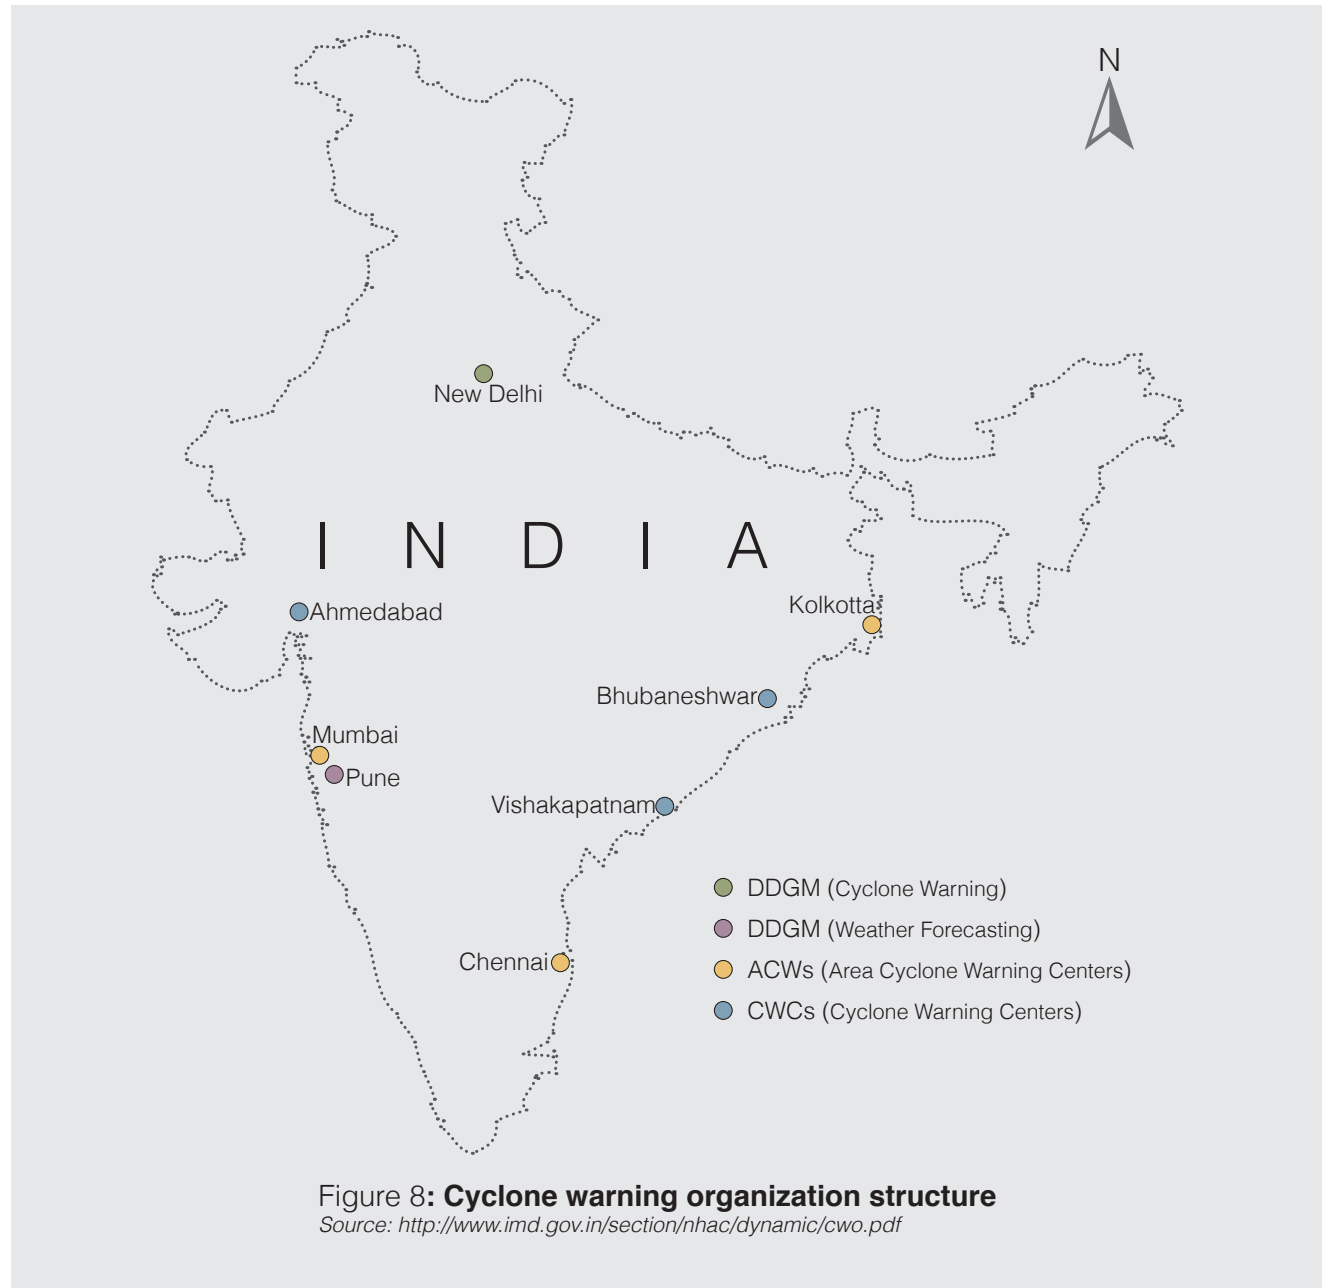 N
New Delhi
I N D I A
Ahmedabad
Kolkotta
Bhubaneshwar
Mumbai
Pune
Vishakapatnam
Chennai
DDGM (Cyclone Warning)
DDGM (Weather Forecasting)
ACWs (Area Cyclone Warning Centers)
CWCs (Cyclone Warning Centers)
Figure 8: Cyclone warning organization structure
Source: http://www.imd.gov.in/section/nhac/dynamic/cwo.pdf